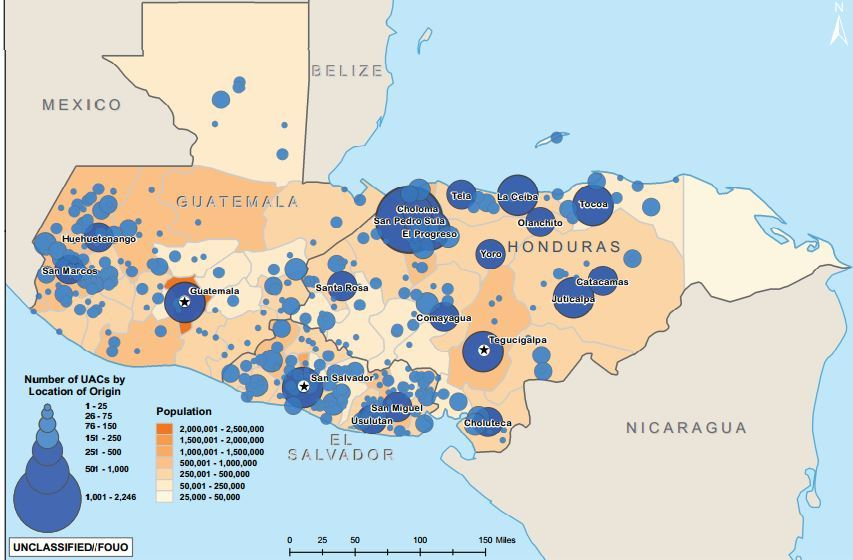 N
BELIZE
MEXICO
GUATEMALA
Tela
La Ceiba
Tocoa
Choloma
San Pedro Sula
Olanchito
El Progreso
Huehuetenango
HONDURAS
Yoro
San Marcos
Catacamas
Guatemala
Santa Rosa
Juticalpa
Comayagua
Tegucigalpa
San Salvador
San Miguel
Usulutan
Choluteca
EL
SALVADOR
NICARAGUA
Number of UACs by
Location of Origin
1 - 25
26 - 75
76 - 150
151 - 250
251 - 500
501 - 1,000
1,001 - 2,246
Population
2,000,001 - 2,500,000
1,500,001 - 2,000,000
1,000,001 - 1,500,000
500,001 - 1,000,000
250,001 - 500,000
50,001 - 250,000
25,000 - 50,000
0 25 50 100 150 Miles
UNCLASSIFIED//FOUO